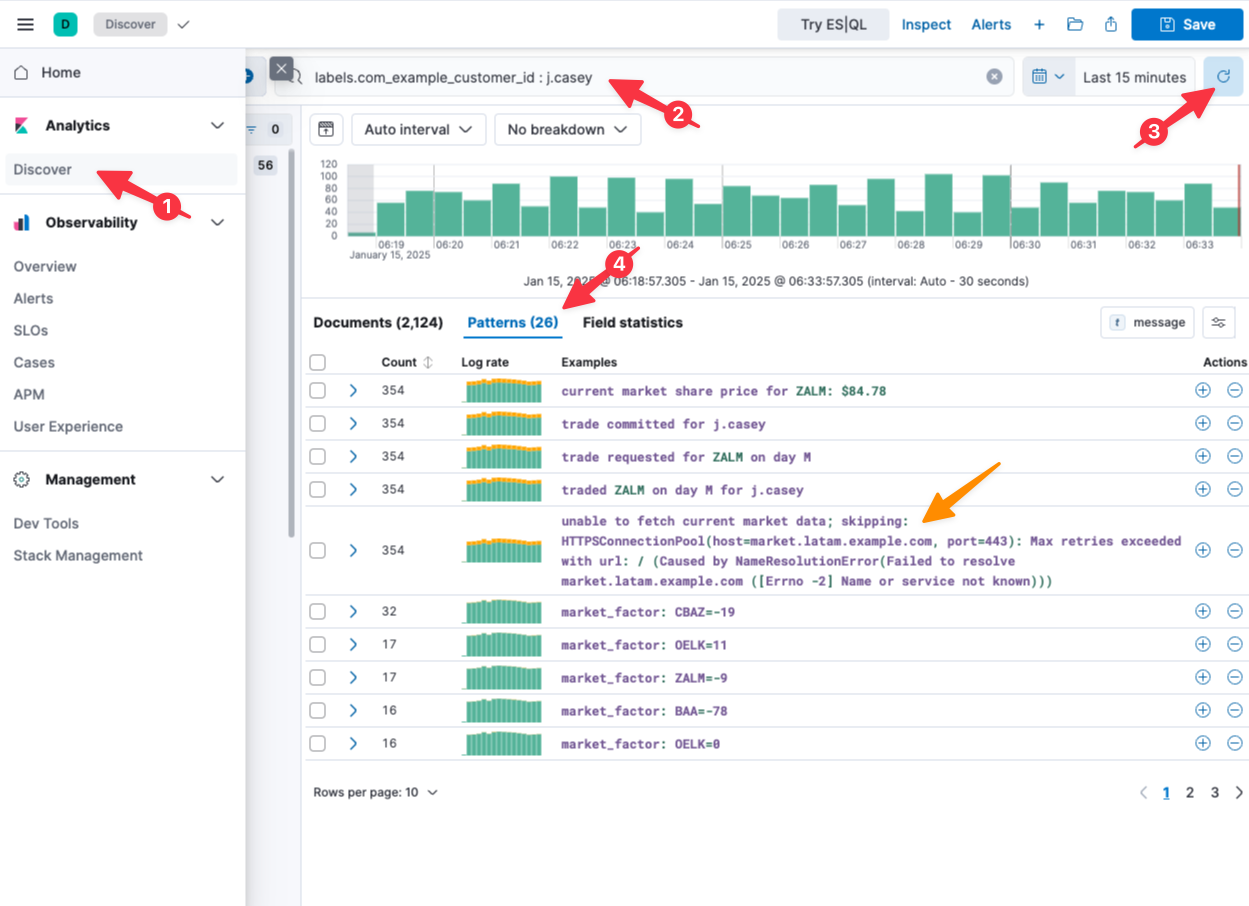 D
Discover
Try ES|QL
Inspect
Alerts
Save
Home
Analytics
Discover
1
Observability
Overview
Alerts
SLOs
Cases
APM
User Experience
Management
Dev Tools
Stack Management
0
56
labels.com_example_customer_id : j.casey
2
Last 15 minutes
3
Auto interval
No breakdown
120
100
80
60
40
20
0
06:19 06:20 06:21 06:22 06:23 06:24 06:25 06:26 06:27 06:28 06:29 06:30 06:31 06:32 06:33
January 15, 2025
4
Jan 15, 2025 @ 06:18:57.305 - Jan 15, 2025 @ 06:33:57.305 (interval: Auto - 30 seconds)
Documents (2,124) Patterns (26) Field statistics
t message
Count Log rate Examples Actions
354 current market share price for ZALM: $84.78
354 trade committed for j.casey
354 trade requested for ZALM on day M
354 traded ZALM on day M for j.casey
unable to fetch current market data; skipping:
354 HTTPSConnectionPool(host=market.latam.example.com, port=443): Max retries exceeded
with url: / (Caused by NameResolutionError(Failed to resolve
market.latam.example.com ([Errno -2] Name or service not known)))
32 market_factor: CBAZ=-19
17 market_factor: OELK=11
17 market_factor: ZALM=-9
16 market_factor: BAA=-78
16 market_factor: OELK=0
Rows per page: 10
1 2 3